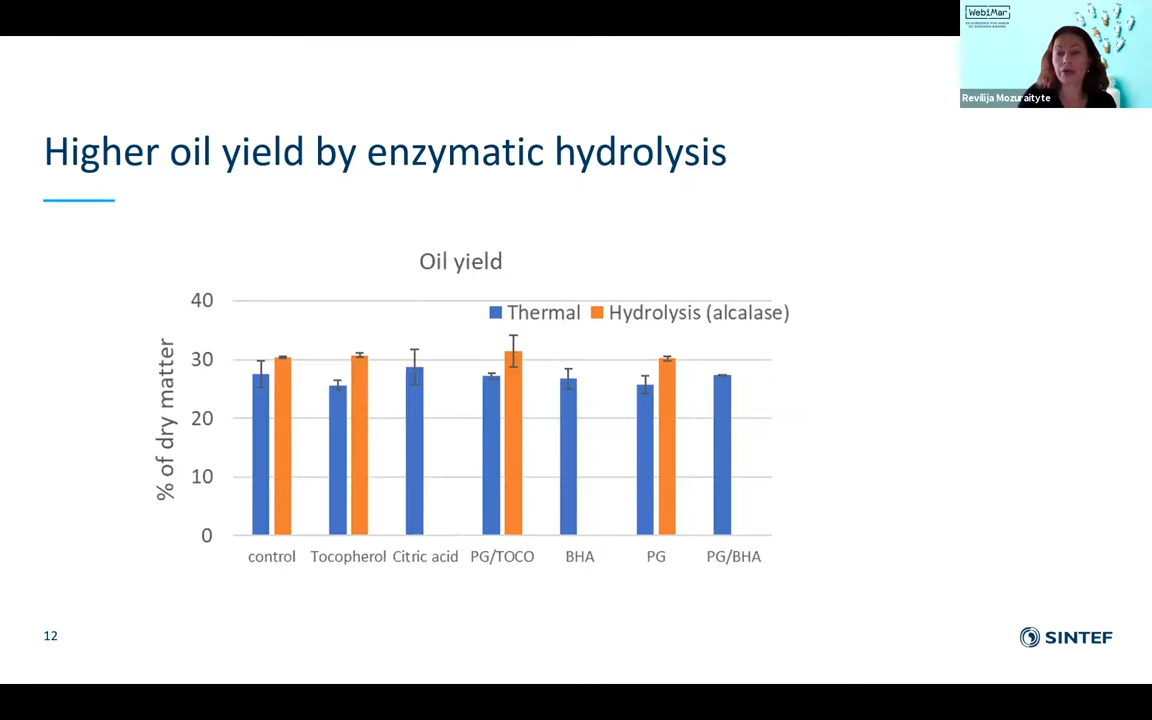 WebiMar
Revilija Mozuraityte
Higher oil yield by enzymatic hydrolysis
Oil yield
Thermal Hydrolysis (alcalase)
% of dry matter
40
30
20
10
0
control Tocopherol Citric acid PG/TOCO BHA PG PG/BHA
12
SINTEF